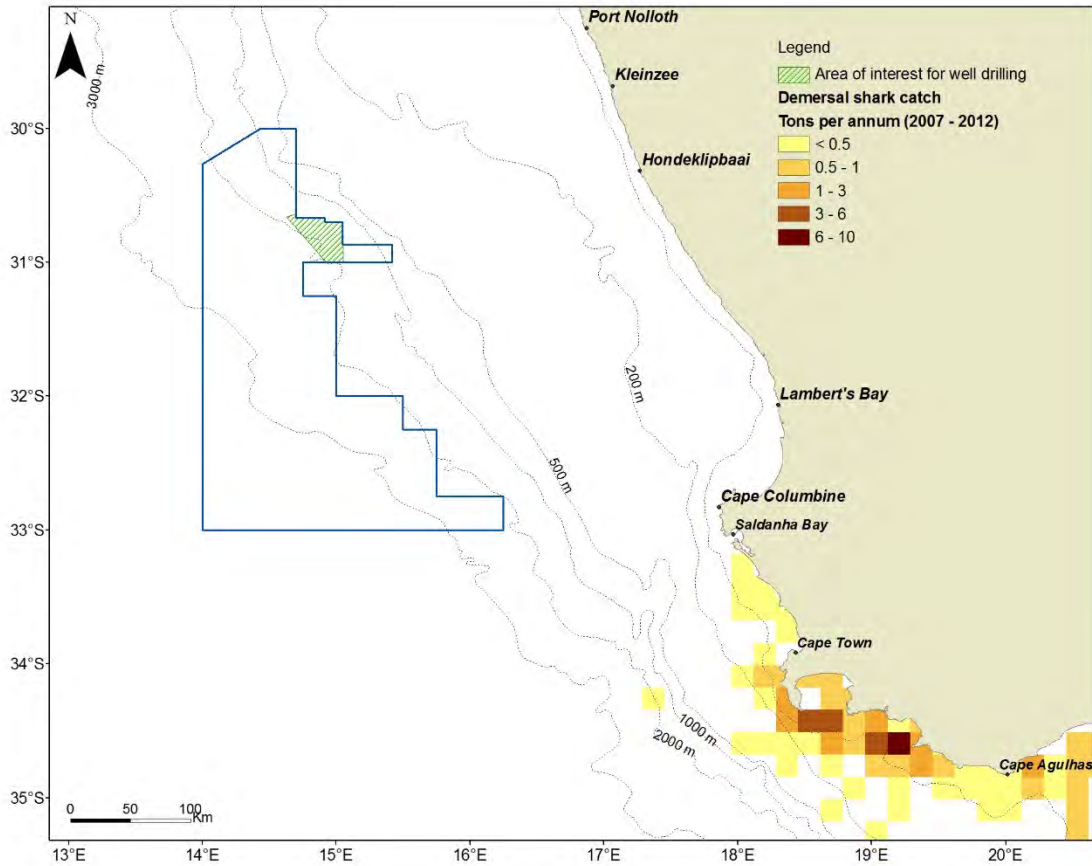 N
Port Nolloth
3000 m
Kleinzee
Legend
Area of interest for well drilling
Demersal shark catch
Tons per annum (2007 - 2012)
< 0.5
0.5 - 1
1 - 3
3 - 6
6 - 10
30°S
Hondeklipbaai
31°S
200 m
32°S
Lambert's Bay
500 m
Cape Columbine
33°S
Saldanha Bay
Cape Town
34°S
1000 m
2000 m
Cape Agulhas
35°S
0 50 100
Km
13°E 14°E 15°E 16°E 17°E 18°E 19°E 20°E